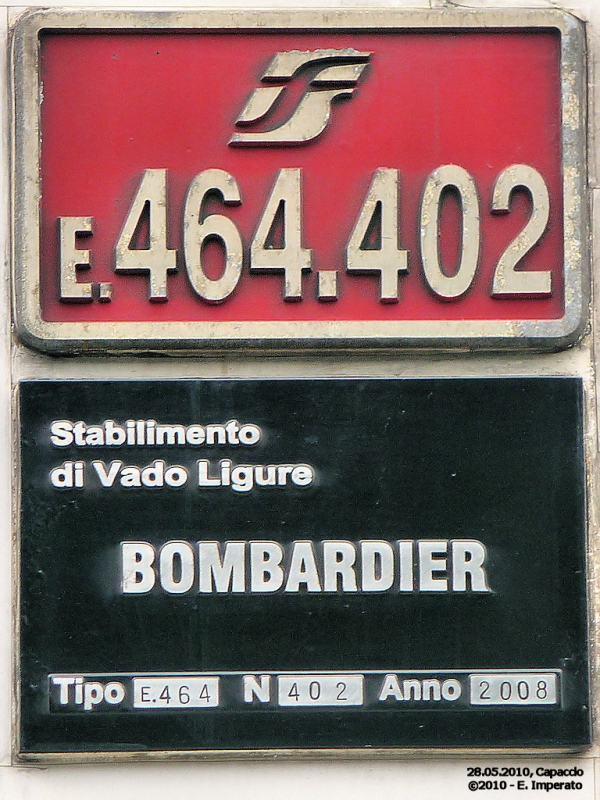 E.464.402
Stabilimento
di Vado Ligure
BOMBARDIER
Tipo E.464 N 402 Anno 2008
28.05.2010, Capaccio
©2010 - E. Imperato